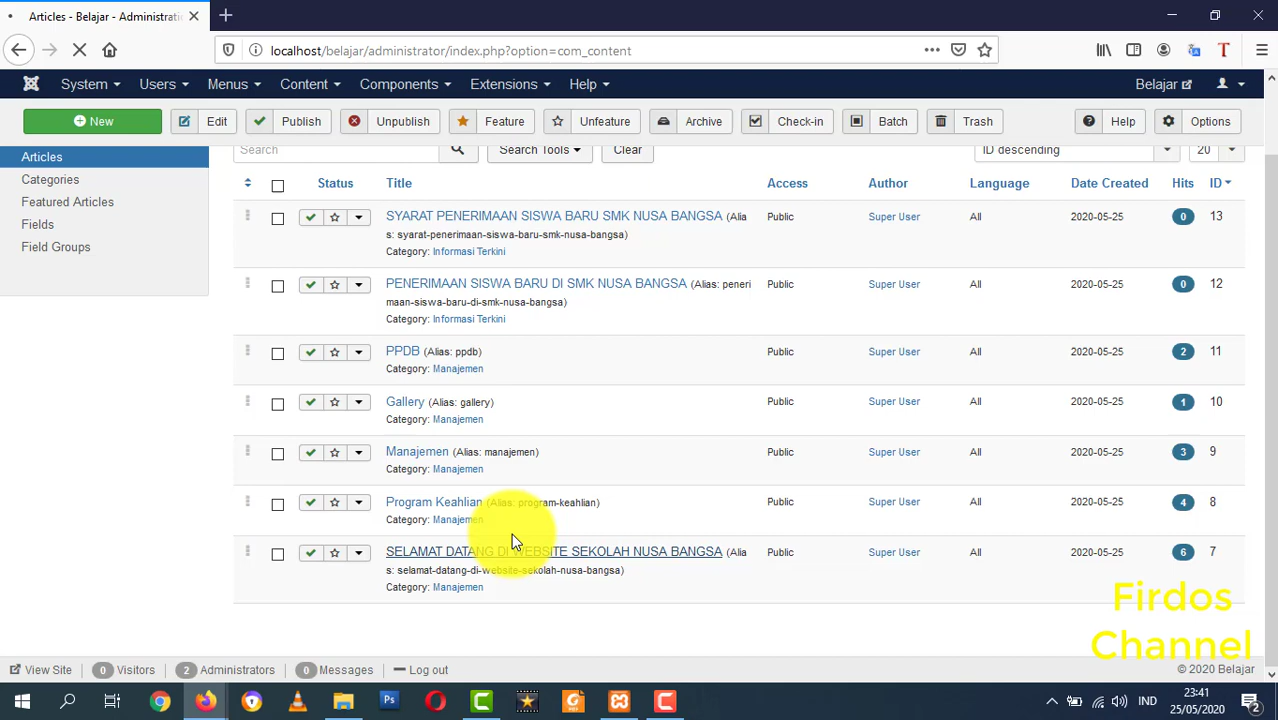 Articles - Belajar - Administratio
localhost/belajar/administrator/index.php?option=com_content
System Users Menus Content Components Extensions Help Belajar
New Edit Publish Unpublish Feature Unfeature Archive Check-in Batch Trash Help Options
Articles
Categories
Featured Articles
Fields
Field Groups
Search Search Tools Clear ID descending 20
Status Title Access Author Language Date Created Hits ID
SYARAT PENERIMAAN SISWA BARU SMK NUSA BANGSA (Alia Public Super User All 2020-05-25 0 13
s: syarat-penerimaan-siswa-baru-smk-nusa-bangsa)
Category: Informasi Terkini
PENERIMAAN SISWA BARU DI SMK NUSA BANGSA (Alias: peneri Public Super User All 2020-05-25 0 12
maan-siswa-baru-di-smk-nusa-bangsa)
Category: Informasi Terkini
PPDB (Alias: ppdb) Public Super User All 2020-05-25 2 11
Category: Manajemen
Gallery (Alias: gallery) Public Super User All 2020-05-25 1 10
Category: Manajemen
Manajemen (Alias: manajemen) Public Super User All 2020-05-25 3 9
Category: Manajemen
Program Keahlian (Alias: program-keahlian) Public Super User All 2020-05-25 4 8
Category: Manajemen
SELAMAT DATANG DI WEBSITE SEKOLAH NUSA BANGSA (Alia Public Super User All 2020-05-25 6 7
s: selamat-datang-di-website-sekolah-nusa-bangsa)
Category: Manajemen
Firdos
Channel
View Site 0 Visitors 2 Administrators 0 Messages Log out © 2020 Belajar
IND
23:41
25/05/2020
2